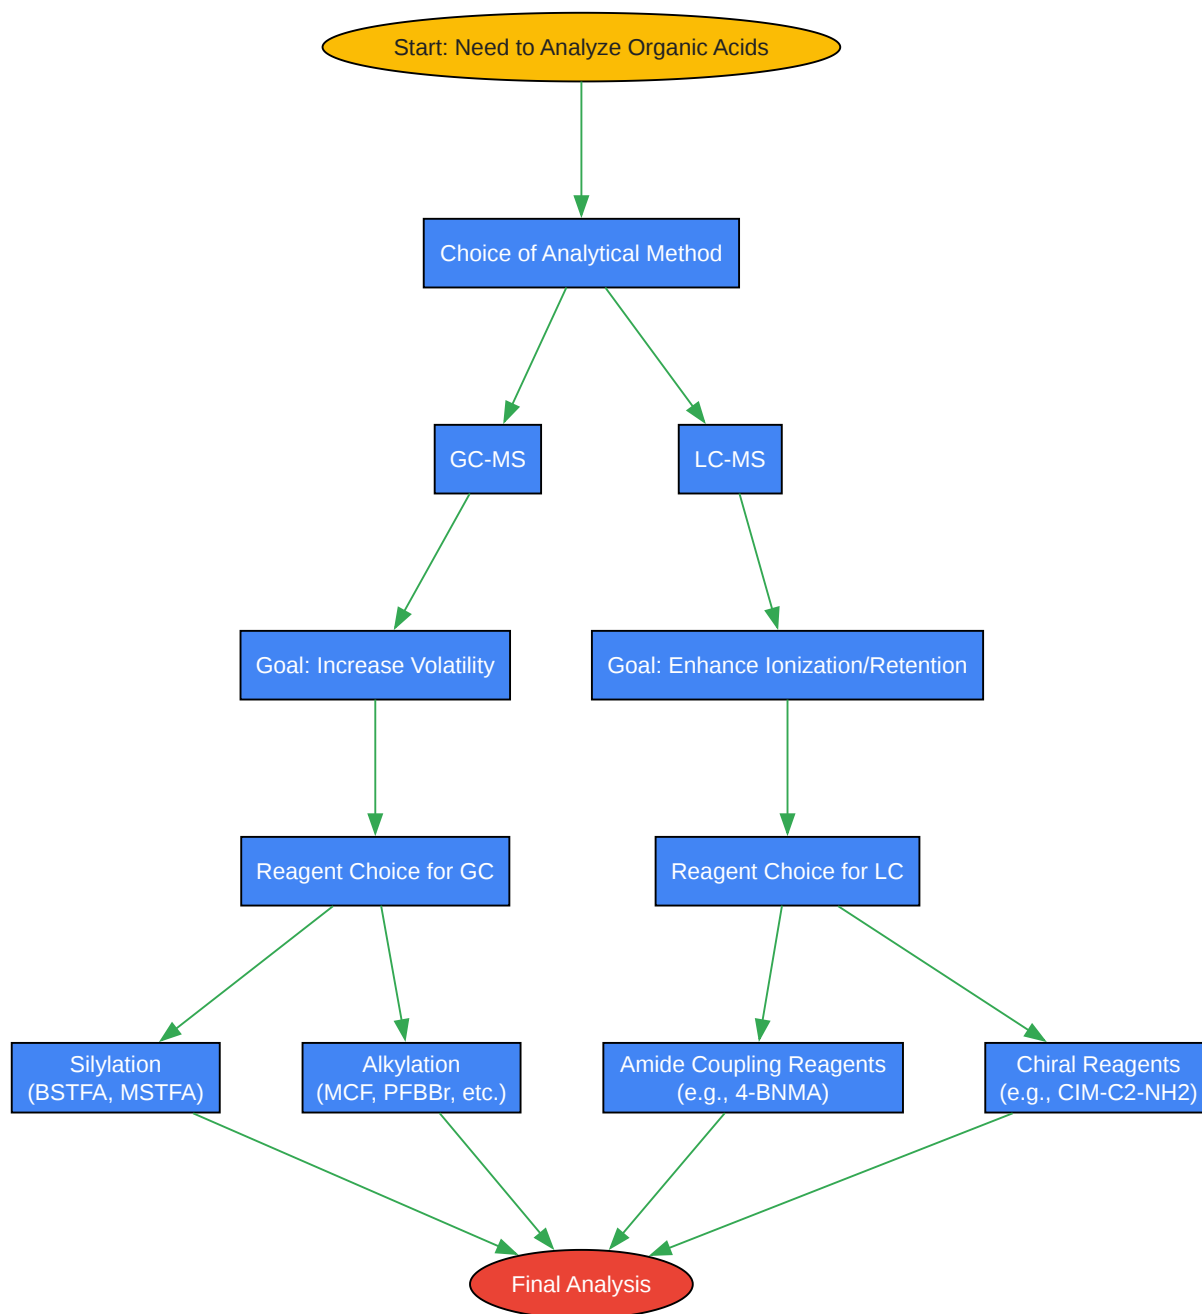 Start: Need to Analyze Organic Acids
Choice of Analytical Method
GC-MS
LC-MS
Goal: Increase Volatility
Goal: Enhance Ionization/Retention
Reagent Choice for GC
Reagent Choice for LC
Silylation
(BSTFA, MSTFA)
Alkylation
(MCF, PFBBr, etc.)
Amide Coupling Reagents
(e.g., 4-BNMA)
Chiral Reagents
(e.g., CIM-C2-NH2)
Final Analysis